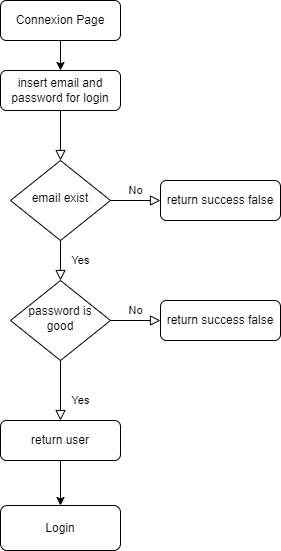 Connexion Page
insert email and
password for login
email exist
No
return success false
Yes
password is
good
No
return success false
Yes
return user
Login